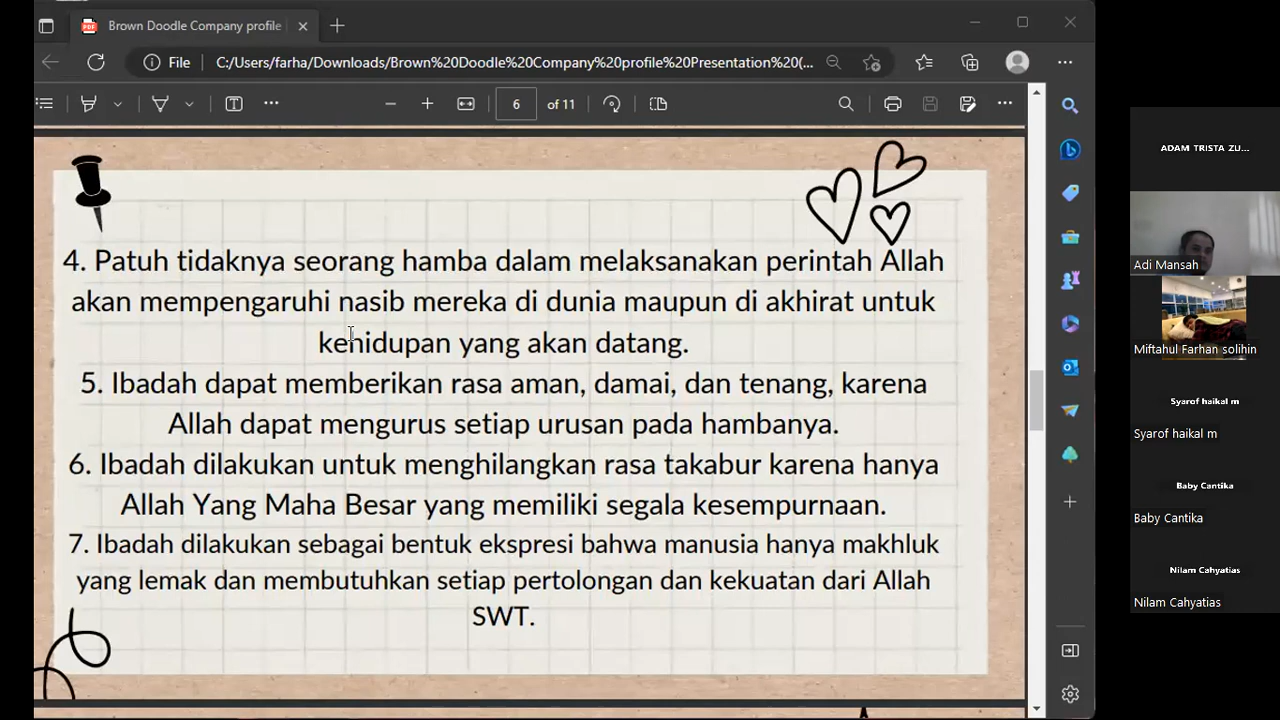 Brown Doodle Company profile
File
C:/Users/farha/Downloads/Brown%20Doodle%20Company%20profile%20Presentation%20(...
6 of 11
4. Patuh tidaknya seorang hamba dalam melaksanakan perintah Allah
akan mempengaruhi nasib mereka di dunia maupun di akhirat untuk
kehidupan yang akan datang.
5. Ibadah dapat memberikan rasa aman, damai, dan tenang, karena
Allah dapat mengurus setiap urusan pada hambanya.
6. Ibadah dilakukan untuk menghilangkan rasa takabur karena hanya
Allah Yang Maha Besar yang memiliki segala kesempurnaan.
7. Ibadah dilakukan sebagai bentuk ekspresi bahwa manusia hanya makhluk
yang lemak dan membutuhkan setiap pertolongan dan kekuatan dari Allah
SWT.
ADAM TRISTA ZU...
Adi Mansah
Miftahul Farhan solihin
Syarof haikal m
Syarof haikal m
Baby Cantika
Baby Cantika
Nilam Cahyatias
Nilam Cahyatias